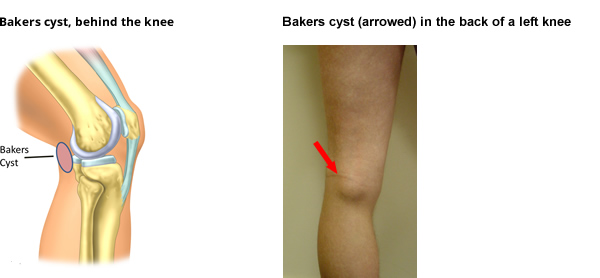 Bakers cyst, behind the knee
Bakers cyst (arrowed) in the back of a left knee
Bakers
Cyst